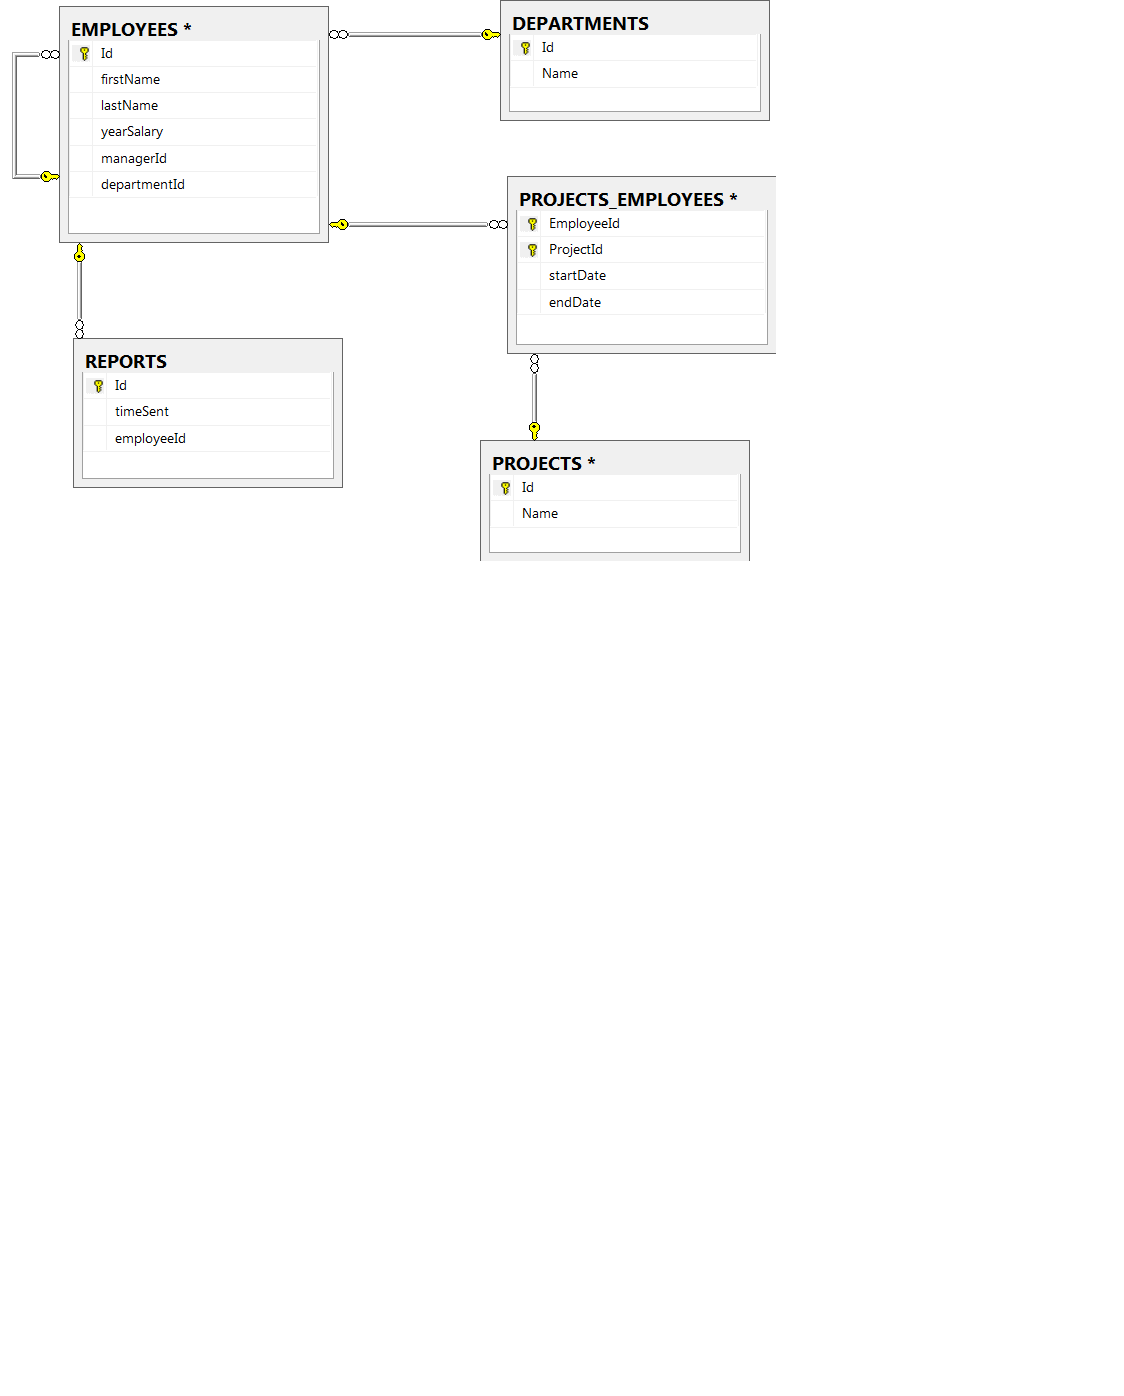 EMPLOYEES *
Id
firstName
lastName
yearSalary
managerId
departmentId
DEPARTMENTS
Id
Name
PROJECTS_EMPLOYEES *
EmployeeId
ProjectId
startDate
endDate
REPORTS
Id
timeSent
employeeId
PROJECTS *
Id
Name